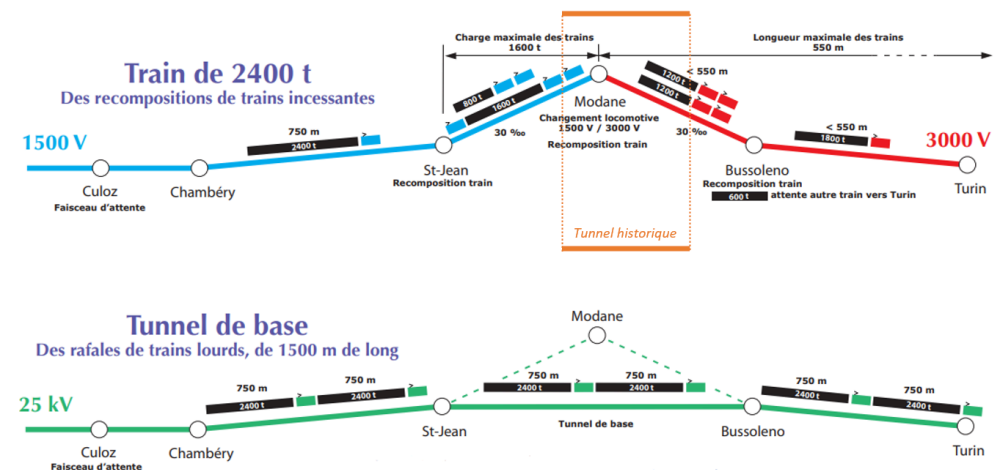 Charge maximale des trains
1600 t
Longueur maximale des trains
550 m
Train de 2400 t
Des recompositions de trains incessantes
1500 V
750 m
2400 t
800 t
1600 t
30 ‰
St-Jean
Recomposition train
Modane
Changement locomotive
1500 V / 3000 V
Recomposition train
< 550 m
1200 t
1200 t
30 ‰
Bussoleno
Recomposition train
600 t attente autre train vers Turin
< 550 m
1800 t
3000 V
Turin
Culoz
Faisceau d'attente
Chambéry
Tunnel historique
Tunnel de base
Des rafales de trains lourds, de 1500 m de long
25 kV
750 m
2400 t
750 m
2400 t
Modane
750 m
2400 t
750 m
2400 t
750 m
2400 t
750 m
2400 t
Culoz
Faisceau d'attente
Chambéry
St-Jean
Tunnel de base
Bussoleno
Turin